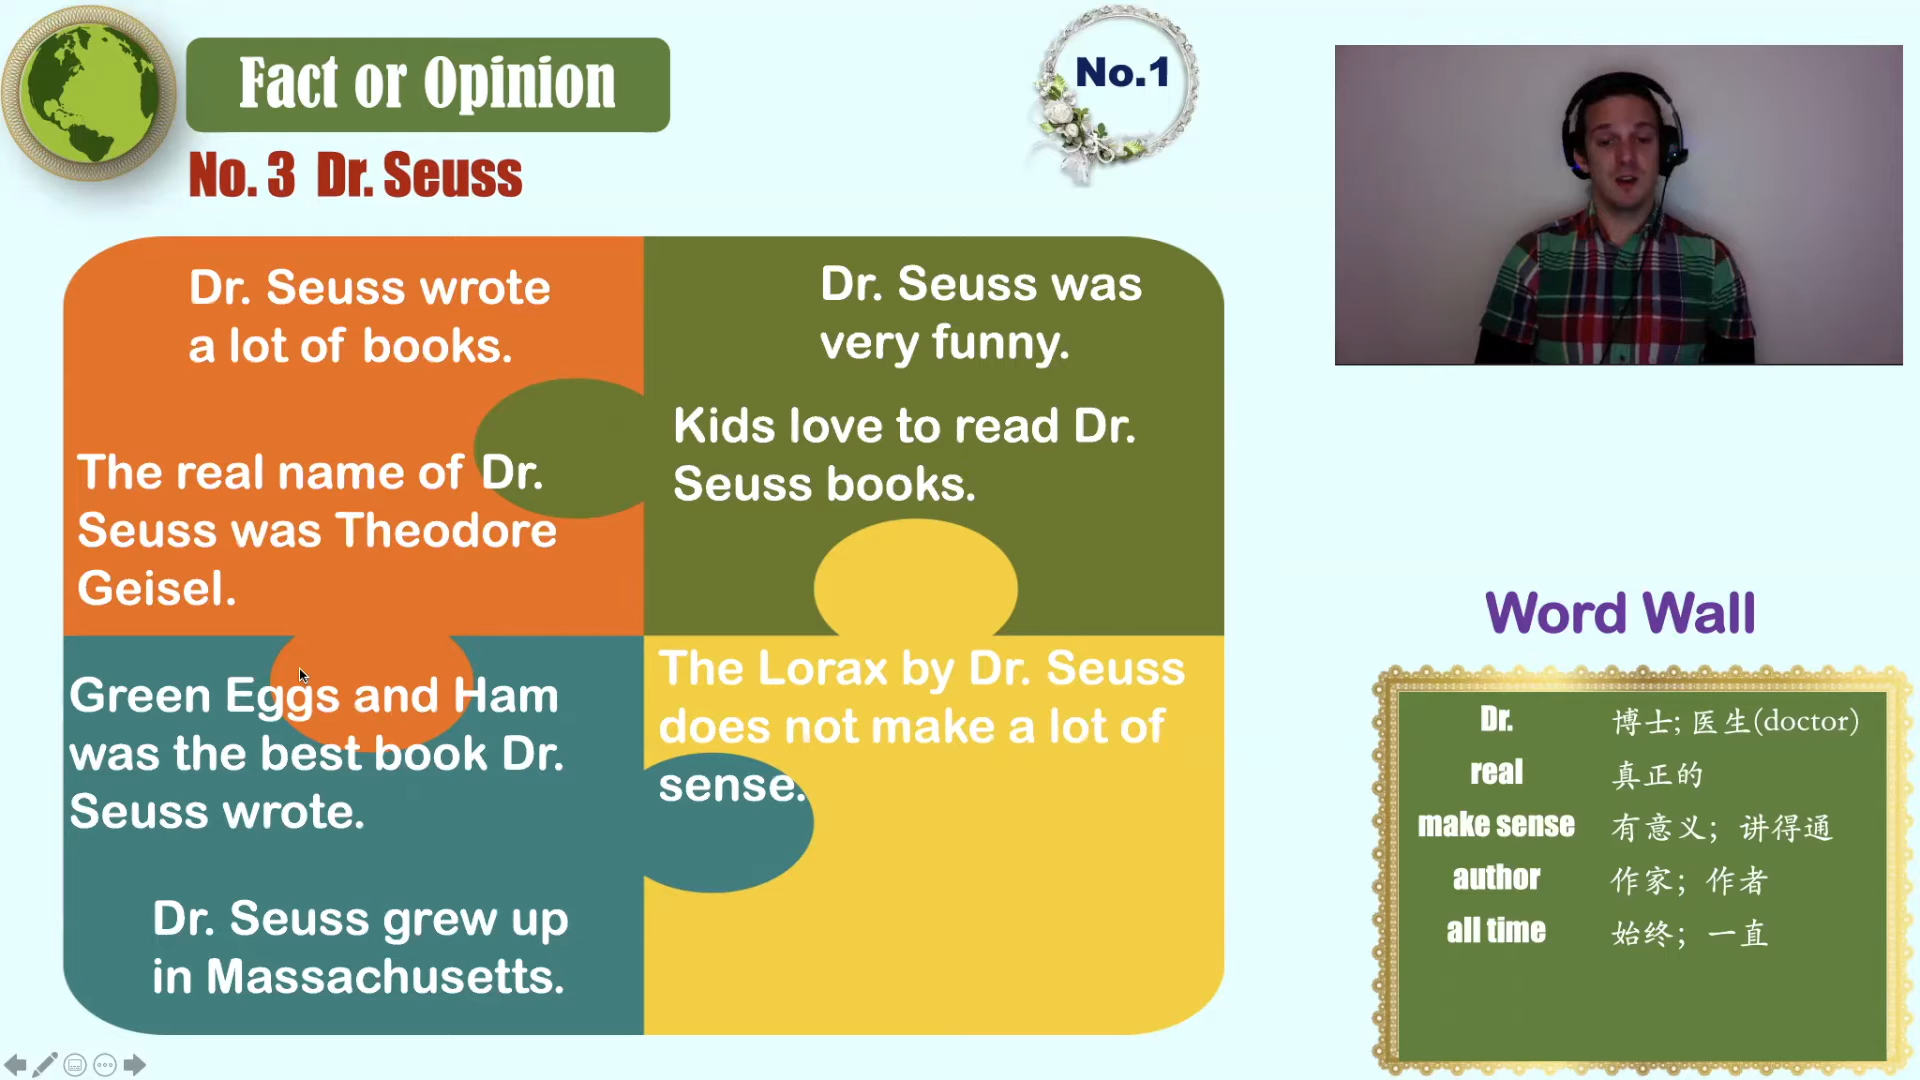 Fact or Opinion
No.1
No. 3 Dr. Seuss
Dr. Seuss wrote
a lot of books.
The real name of Dr.
Seuss was Theodore
Geisel.
Dr. Seuss was
very funny.
Kids love to read Dr.
Seuss books.
Green Eggs and Ham
was the best book Dr.
Seuss wrote.
Dr. Seuss grew up
in Massachusetts.
The Lorax by Dr. Seuss
does not make a lot of
sense.
Word Wall
Dr. 博士; 医生(doctor)
real 真正的
make sense 有意义；讲得通
author 作家；作者
all time 始终；一直